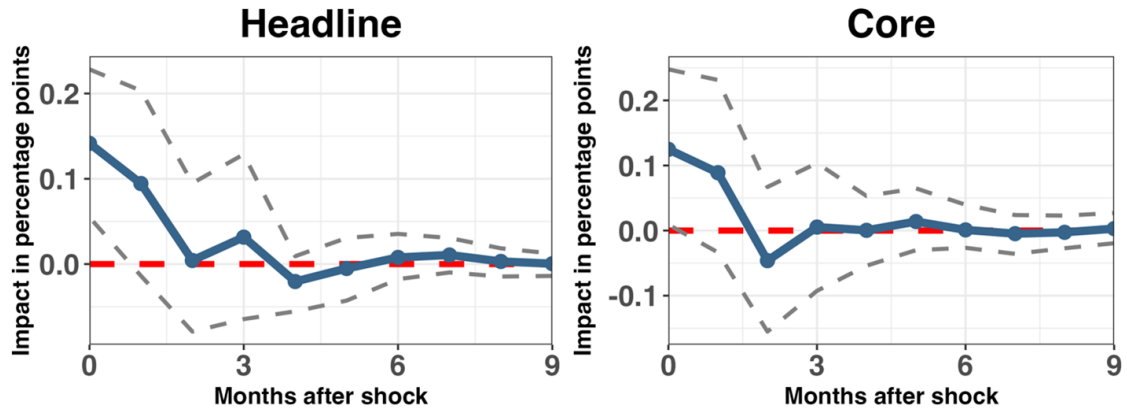 Headline
Impact in percentage points
0.2
0.1
0.0
0
3
6
9
Months after shock
Core
Impact in percentage points
0.2
0.1
0.0
-0.1
0
3
6
9
Months after shock